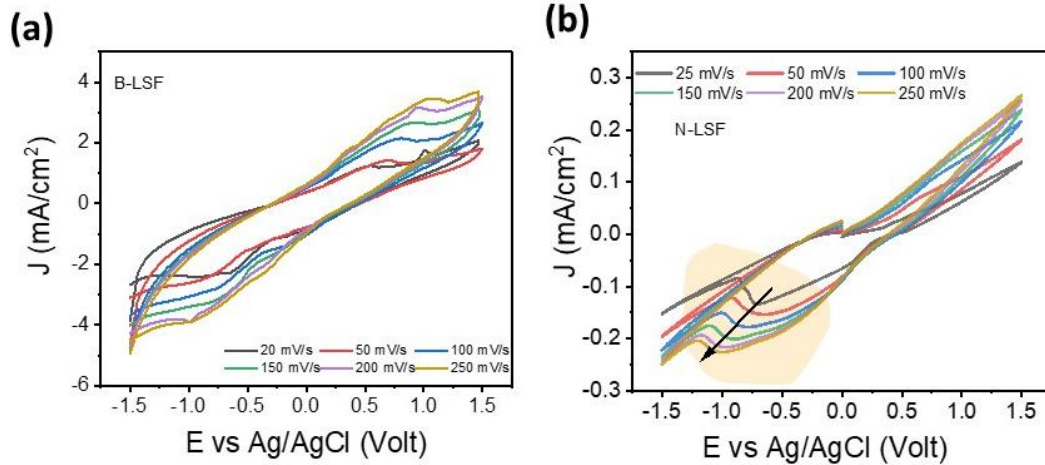 (a)
B-LSF
J (mA/cm²)
4
2
0
-2
-4
-6
20 mV/s 50 mV/s 100 mV/s
150 mV/s 200 mV/s 250 mV/s
-1.5 -1.0 -0.5 0.0 0.5 1.0 1.5
E vs Ag/AgCl (Volt)
(b)
25 mV/s 50 mV/s 100 mV/s
150 mV/s 200 mV/s 250 mV/s
N-LSF
J (mA/cm²)
0.3
0.2
0.1
0.0
-0.1
-0.2
-0.3
-1.5 -1.0 -0.5 0.0 0.5 1.0 1.5
E vs Ag/AgCl (Volt)